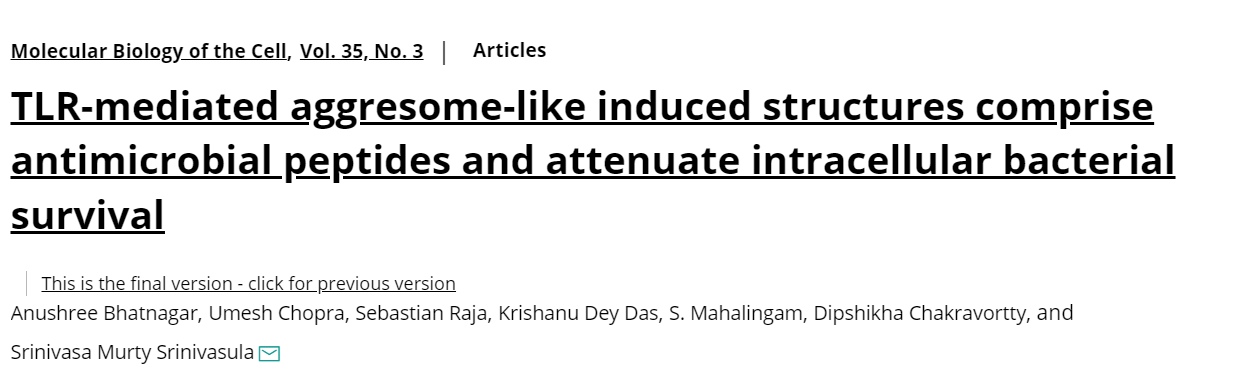 Molecular Biology of the Cell, Vol. 35, No. 3 | Articles
TLR-mediated aggresome-like induced structures comprise
antimicrobial peptides and attenuate intracellular bacterial
survival
This is the final version - click for previous version
Anushree Bhatnagar, Umesh Chopra, Sebastian Raja, Krishanu Dey Das, S. Mahalingam, Dipshikha Chakravortty, and
Srinivasa Murty Srinivasula